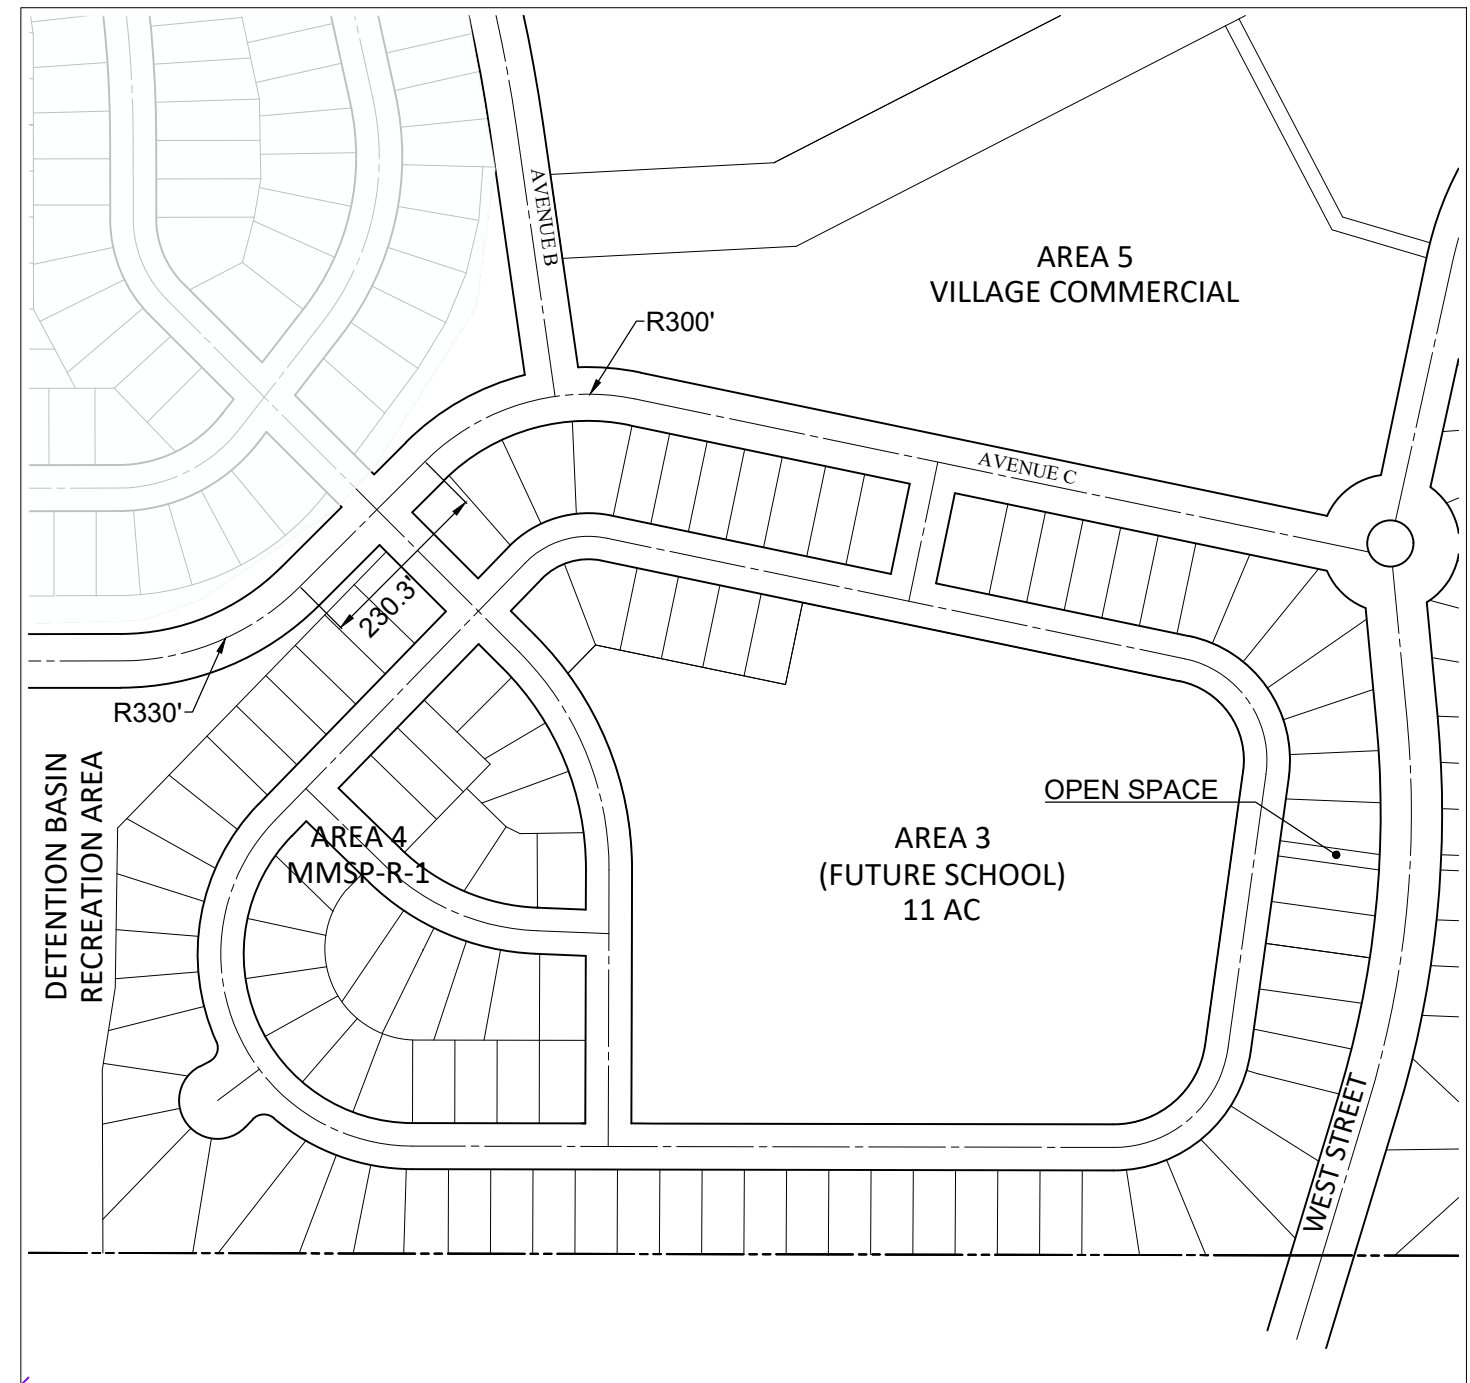 AVENUE B
AREA 5
VILLAGE COMMERCIAL
R300'
AVENUE C
230.3'
R330'
DETENTION BASIN
RECREATION AREA
OPEN SPACE
AREA 4
MMSP-R-1
AREA 3
(FUTURE SCHOOL)
11 AC
WEST STREET